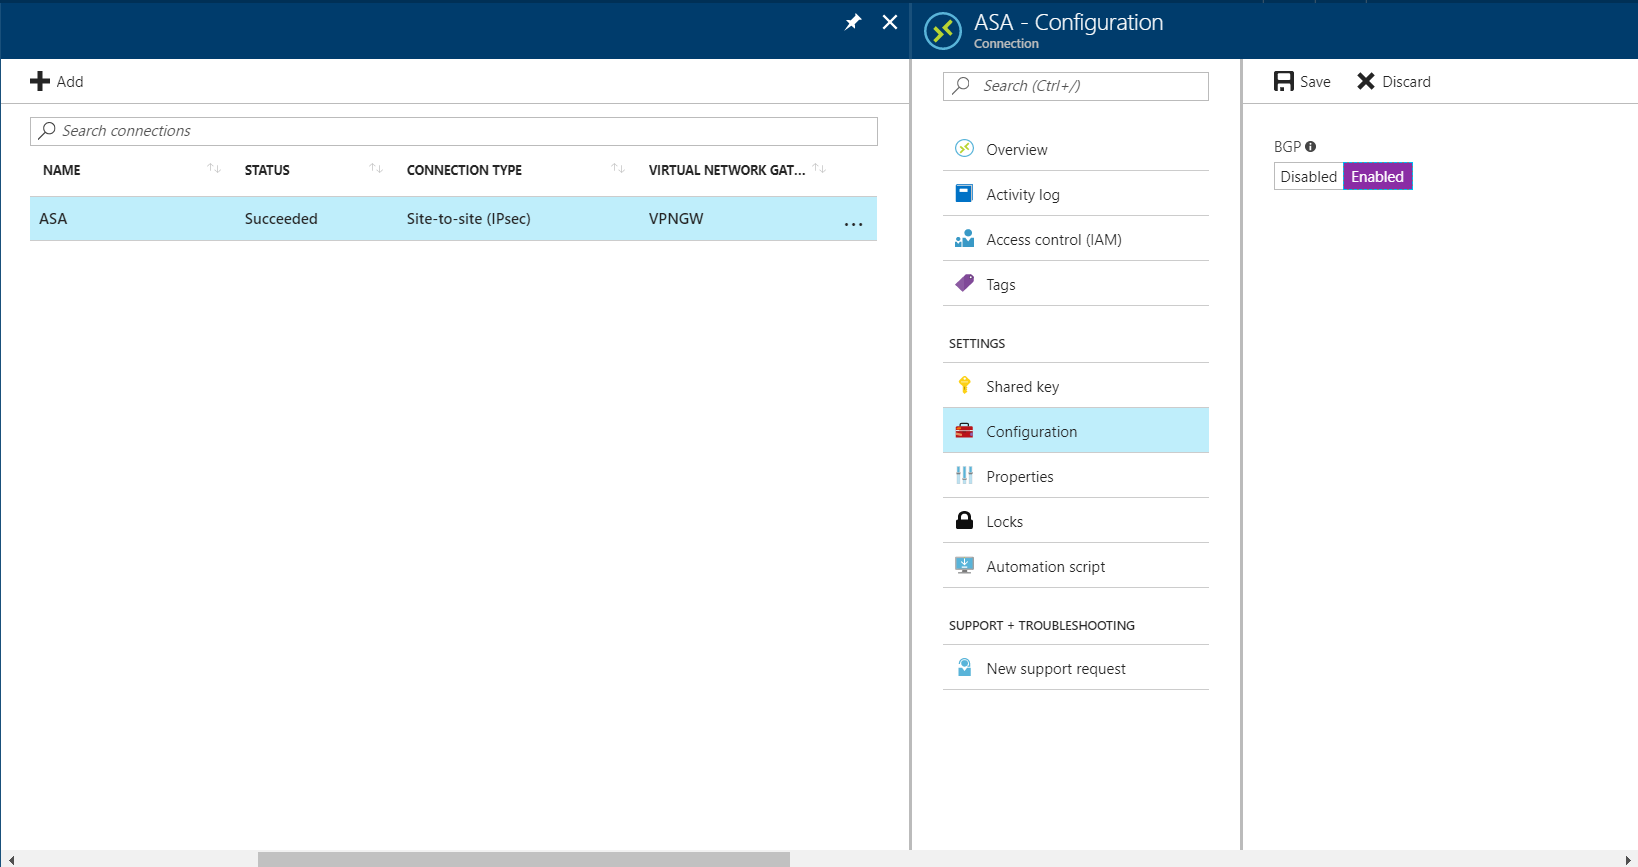 Add
Search connections
NAME STATUS CONNECTION TYPE VIRTUAL NETWORK GAT...
ASA Succeeded Site-to-site (IPsec) VPNGW ...
ASA - Configuration
Connection
Search (Ctrl+/)
Overview
Activity log
Access control (IAM)
Tags
SETTINGS
Shared key
Configuration
Properties
Locks
Automation script
SUPPORT + TROUBLESHOOTING
New support request
Save Discard
BGP
Disabled Enabled